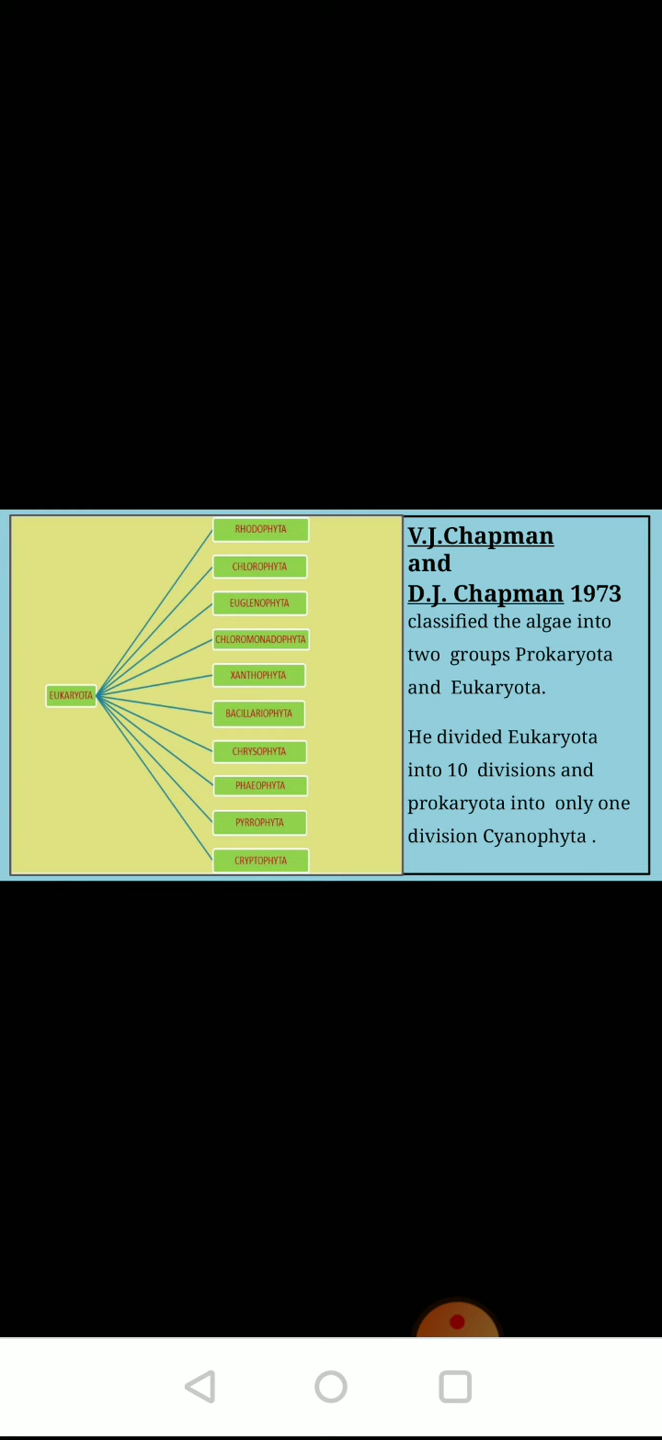 RHODOPHYTA
CHLOROPHYTA
EUGLENOPHYTA
CHLOROMONADOPHYTA
XANTHOPHYTA
EUKARYOTA
BACILLARIOPHYTA
CHRYSOPHYTA
PHAEOPHYTA
PYRROPHYTA
CRYPTOPHYTA
V.J.Chapman
and
D.J. Chapman 1973
classified the algae into
two groups Prokaryota
and Eukaryota.
He divided Eukaryota
into 10 divisions and
prokaryota into only one
division Cyanophyta .